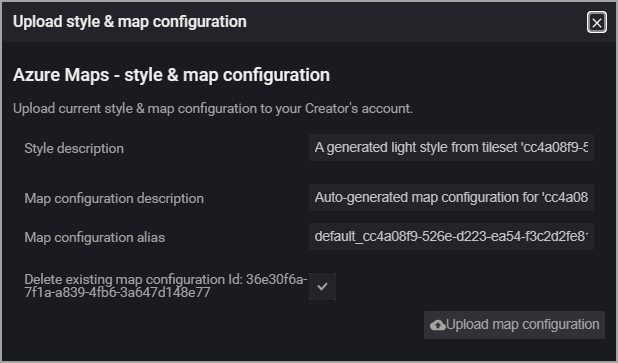 Upload style & map configuration
Azure Maps - style & map configuration
Upload current style & map configuration to your Creator's account.
Style description
A generated light style from tileset 'cc4a08f9-5
Map configuration description
Auto-generated map configuration for 'cc4a08
Map configuration alias
default_cc4a08f9-526e-d223-ea54-f3c2d2fe81
Delete existing map configuration Id: 36e30f6a-
7f1a-a839-4fb6-3a647d148e77
Upload map configuration